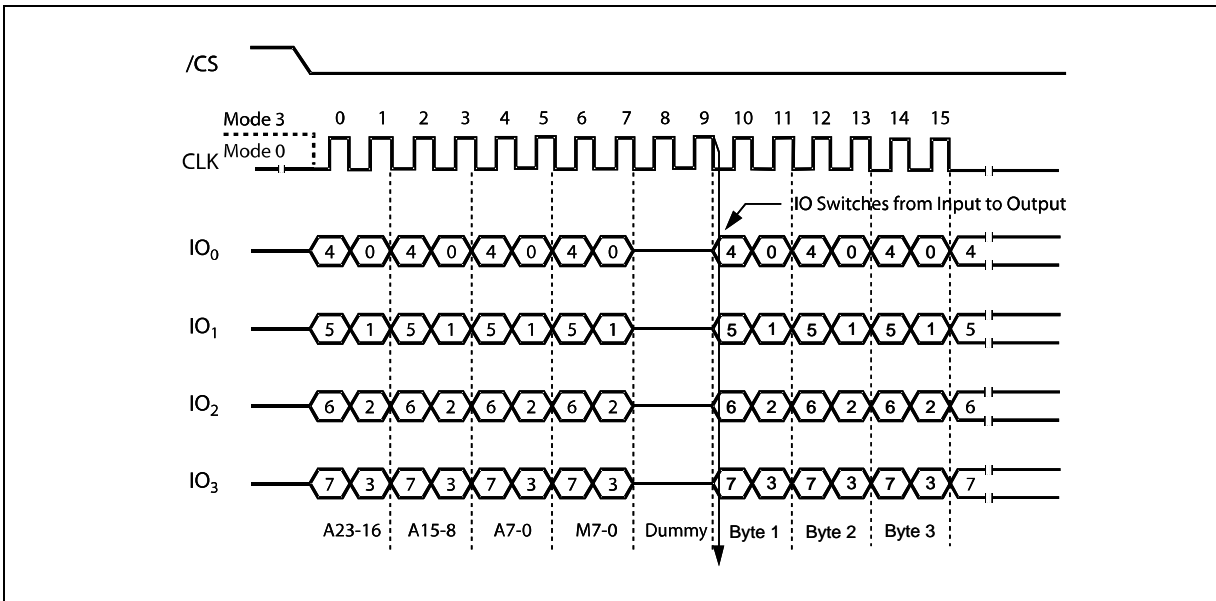 /CS
Mode 3 0 1 2 3 4 5 6 7 8 9 10 11 12 13 14 15
CLK Mode 0
IO Switches from Input to Output
IO0 4 0 4 0 4 0 4 0 4 0 4 0 4 0 4
IO1 5 1 5 1 5 1 5 1 5 1 5 1 5 1 5
IO2 6 2 6 2 6 2 6 2 6 2 6 2 6 2 6
IO3 7 3 7 3 7 3 7 3 7 3 7 3 7 3 7
A23-16 A15-8 A7-0 M7-0 Dummy Byte 1 Byte 2 Byte 3